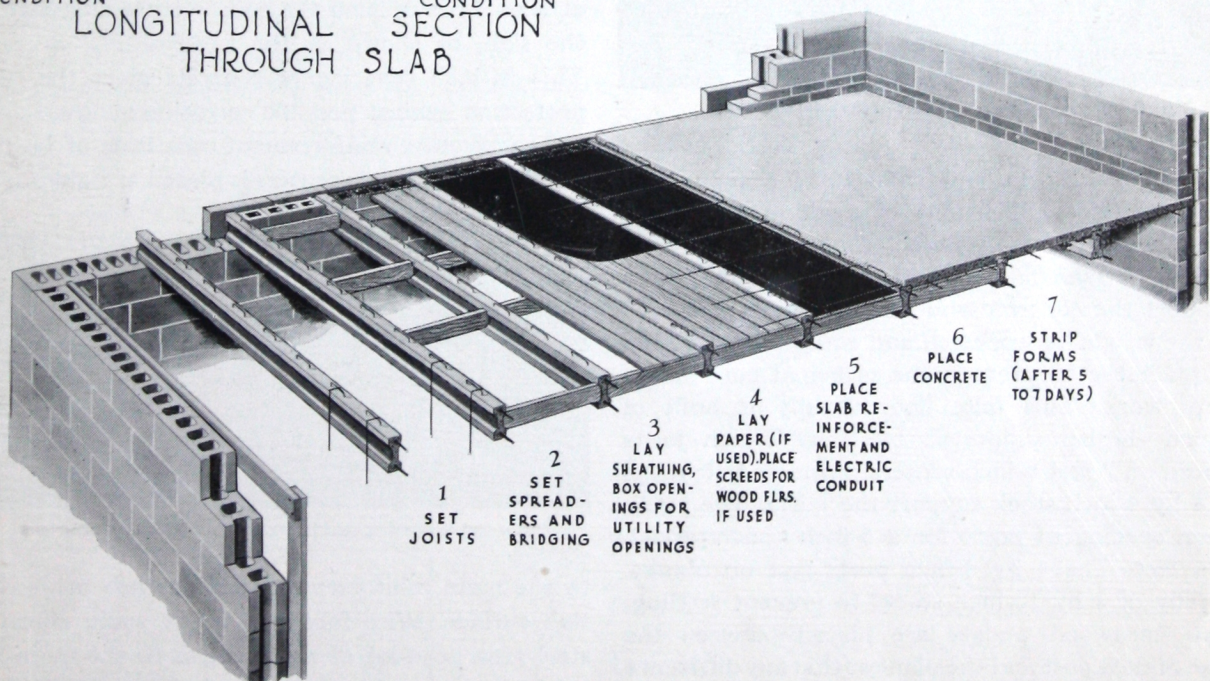 CONDITION
LONGITUDINAL SECTION
THROUGH SLAB
1
SET
JOISTS
2
SET
SPREAD-
ERS AND
BRIDGING
3
LAY
SHEATHING,
BOX OPEN-
INGS FOR
UTILITY
OPENINGS
4
LAY
PAPER (IF
USED). PLACE
SCREEDS FOR
WOOD FLRS.
IF USED
5
PLACE
SLAB RE-
INFORCE-
MENT AND
ELECTRIC
CONDUIT
6
PLACE
CONCRETE
7
STRIP
FORMS
(AFTER 5
TO 7 DAYS)